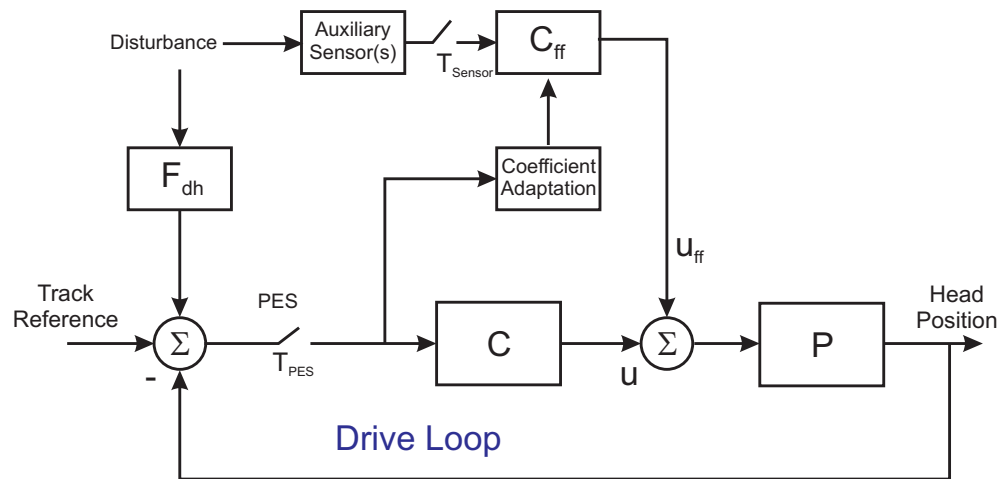 Disturbance
Auxiliary
Sensor(s)
T_Sensor
C_ff
F_dh
Coefficient
Adaptation
u_ff
Track
Reference
Σ
-
PES
T_PES
C
u
Σ
P
Head
Position
Drive Loop